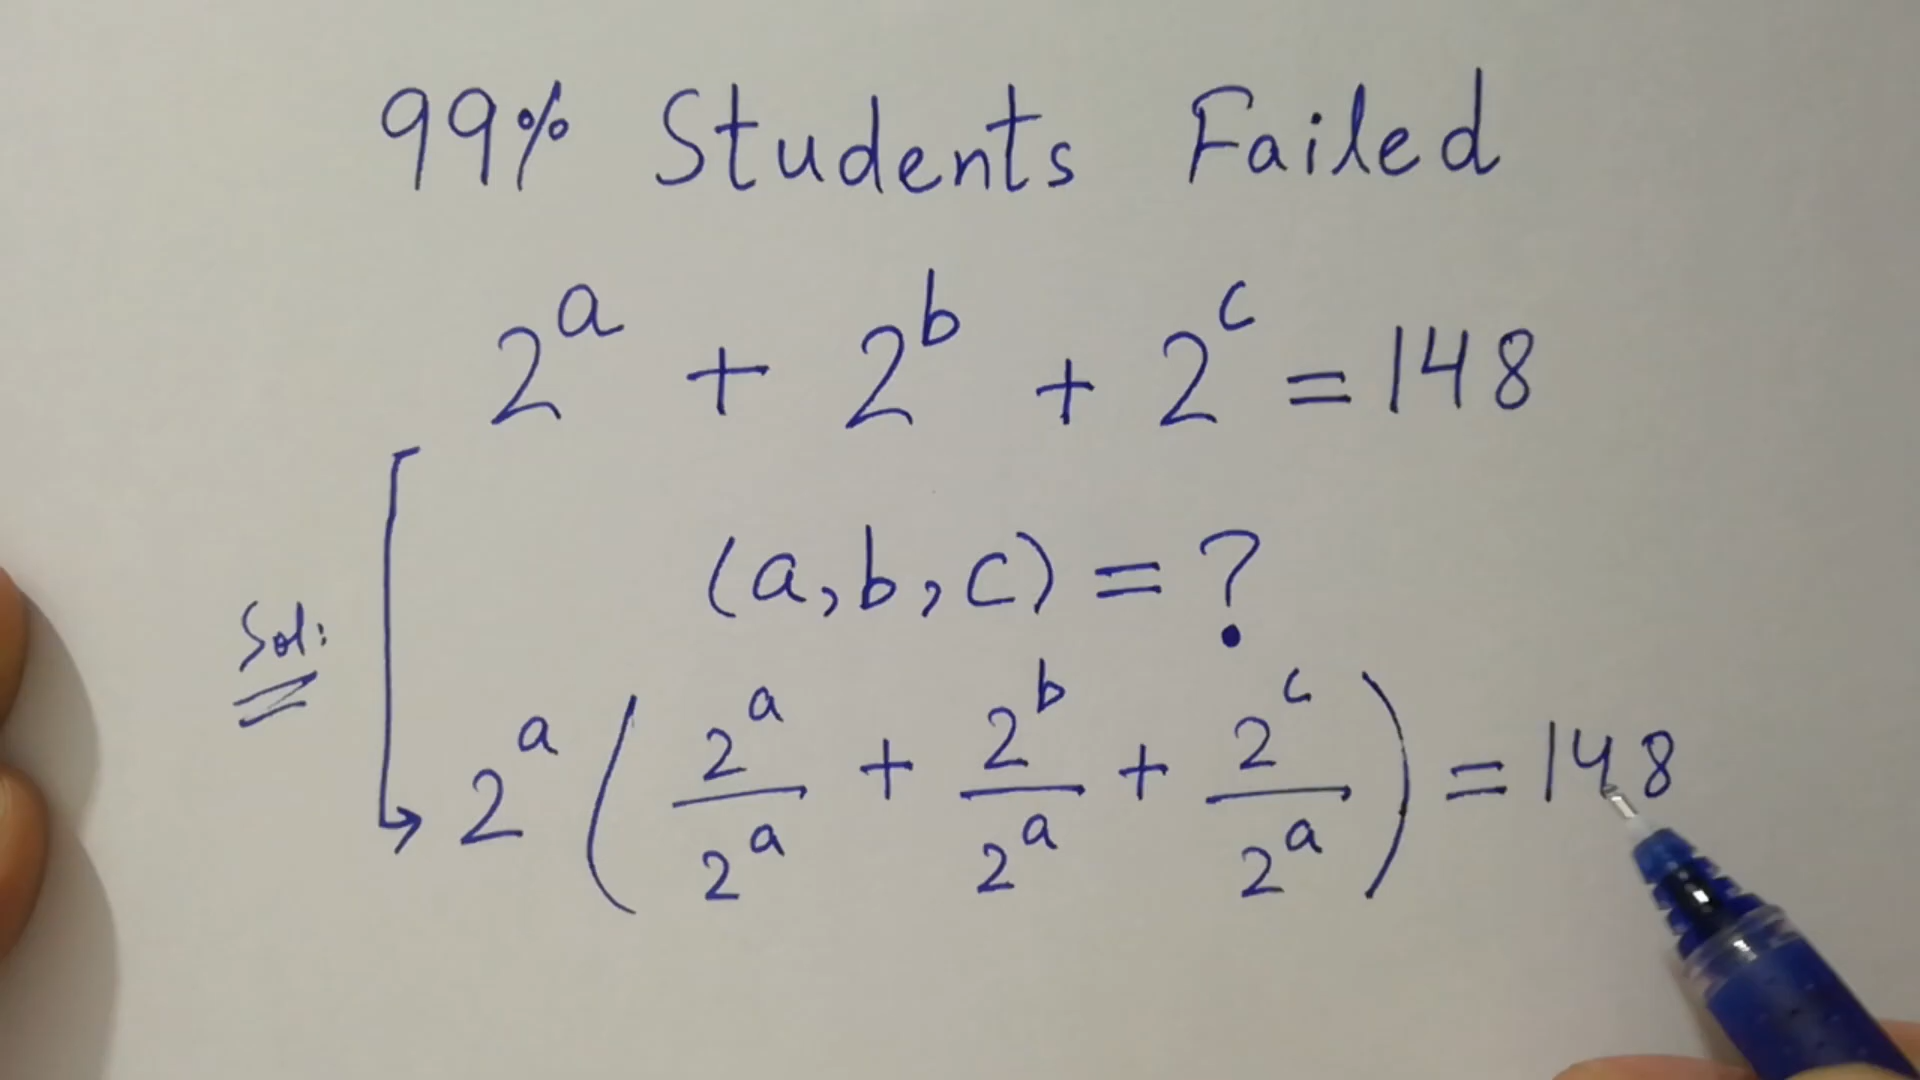 99% Students Failed
2^a + 2^b + 2^c = 148
(a,b,c) = ?
Sol:
2^a ( 2^a/2^a + 2^b/2^a + 2^c/2^a ) = 148